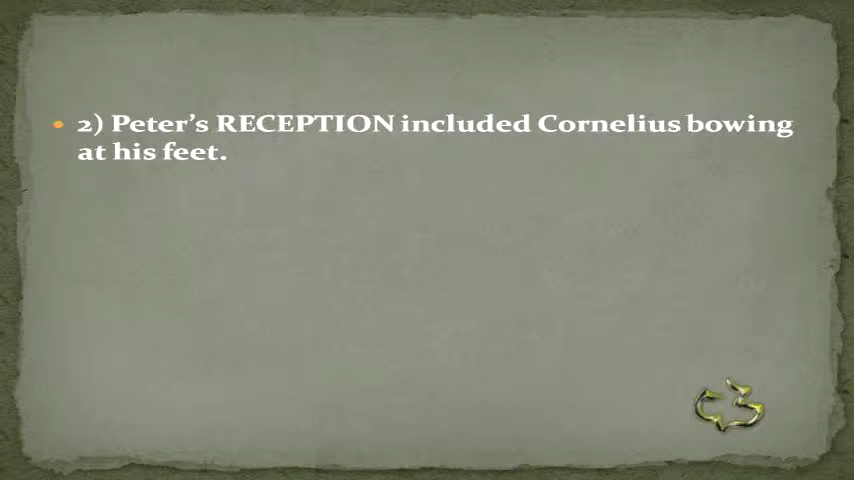 • 2) Peter’s RECEPTION included Cornelius bowing
at his feet.